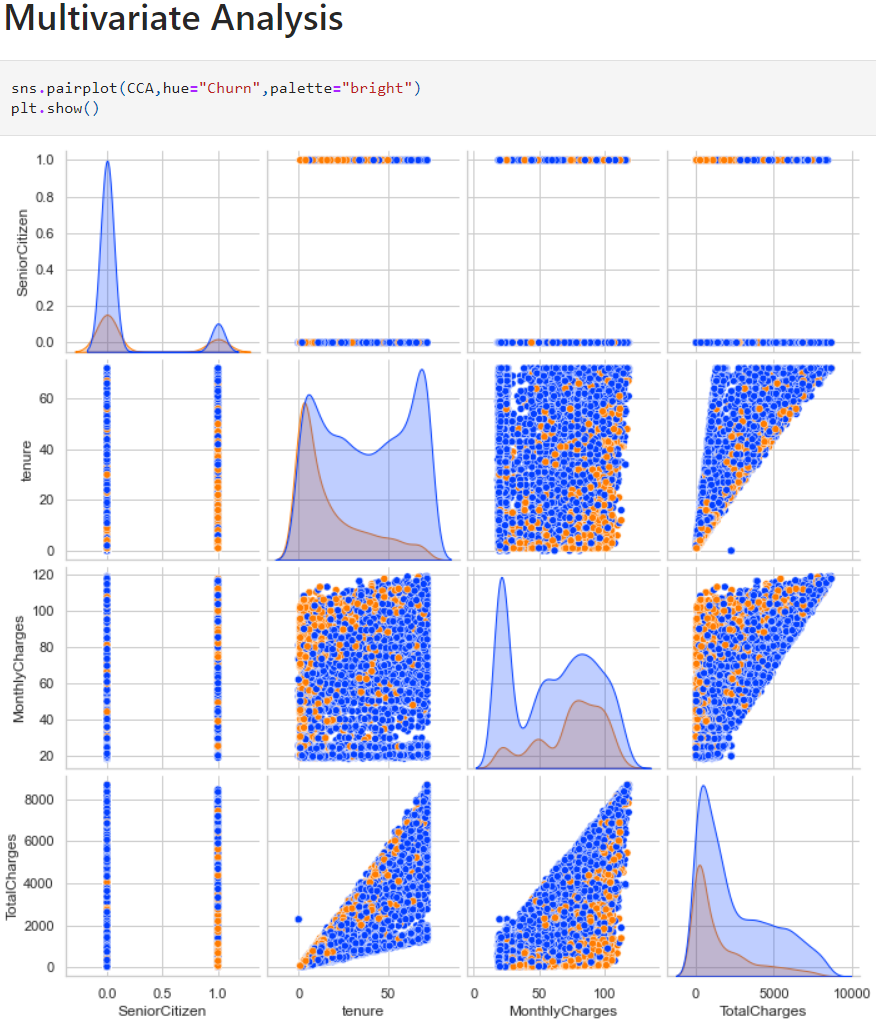 Multivariate Analysis
sns.pairplot(CCA,hue="Churn",palette="bright")
plt.show()
1.0
0.8
0.6
0.4
0.2
0.0
SeniorCitizen
60
40
20
0
tenure
120
100
80
60
40
20
MonthlyCharges
8000
6000
4000
2000
0
TotalCharges
0.0 0.5 1.0 0 50 0 50 100 0 5000 10000
SeniorCitizen tenure MonthlyCharges TotalCharges